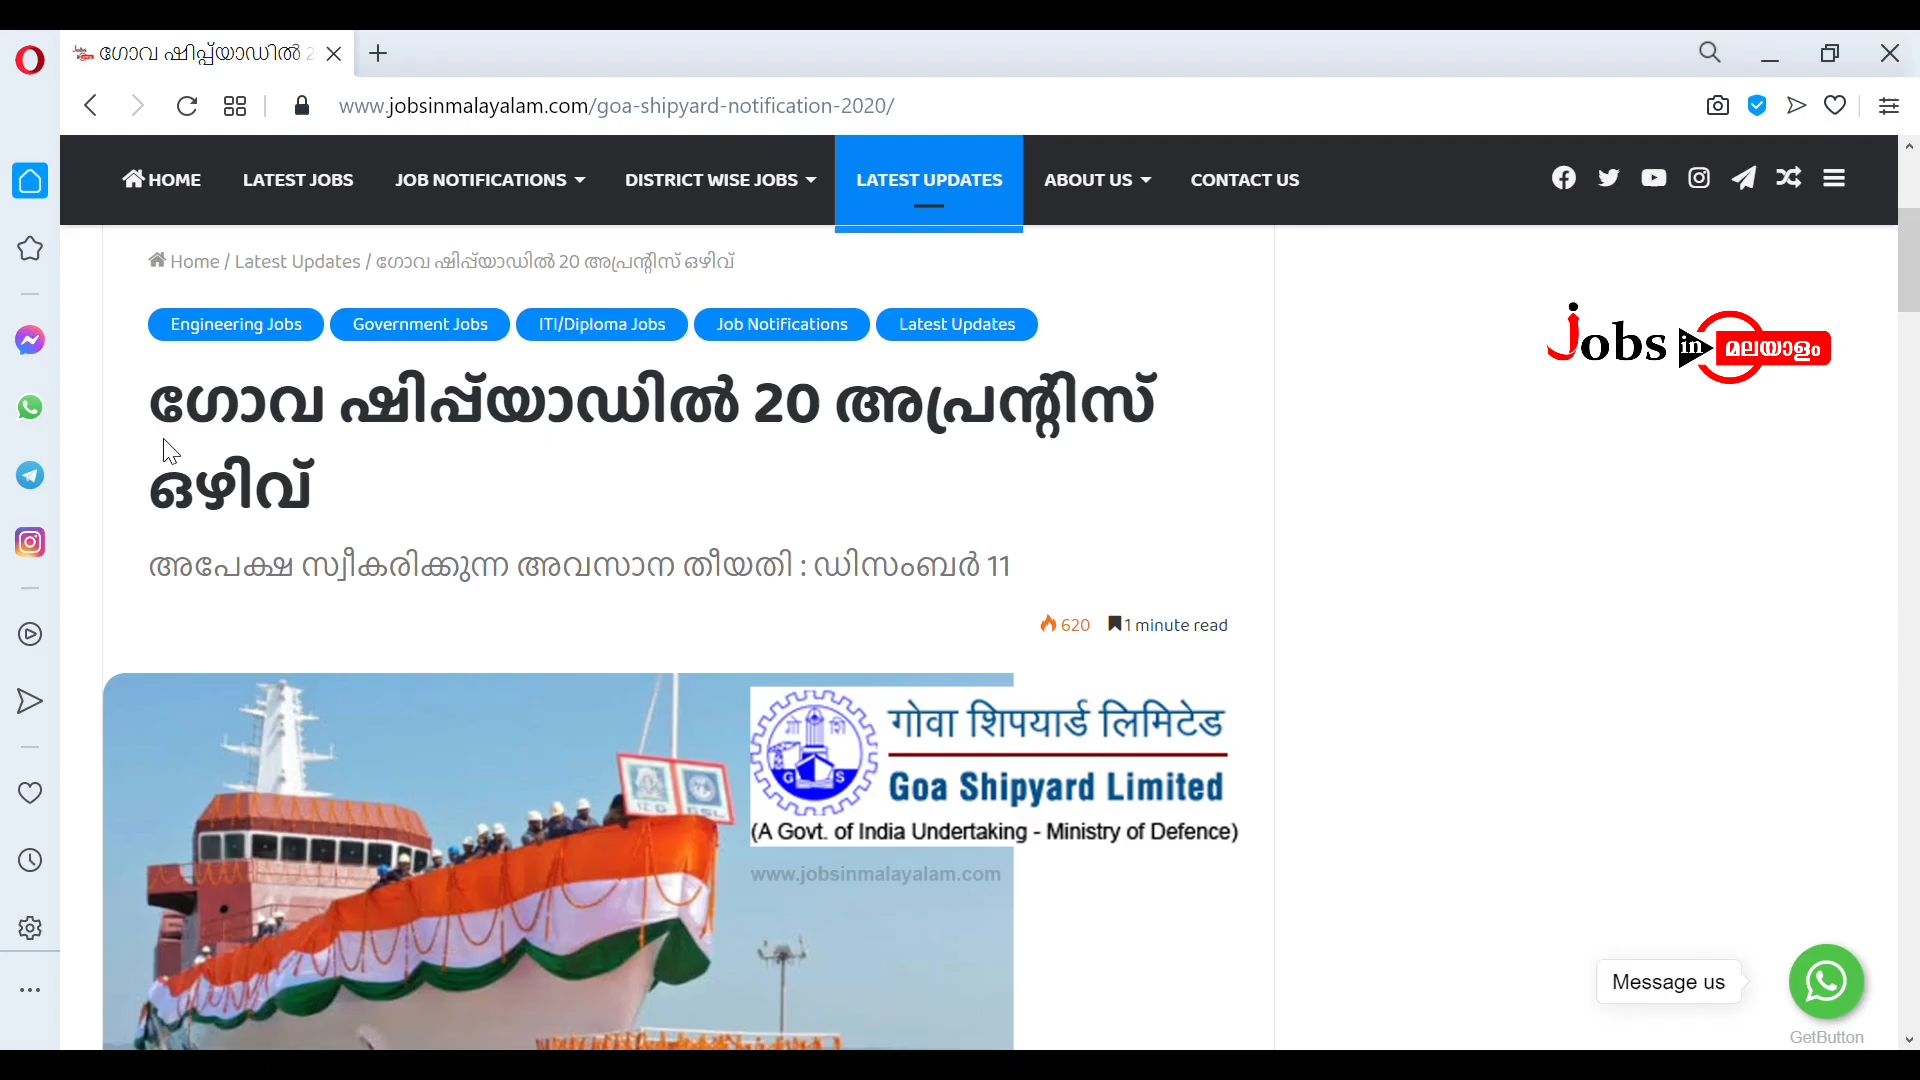 ഗോവ ഷിപ്പ്‌യാഡിൽ 2
www.jobsinmalayalam.com/goa-shipyard-notification-2020/
HOME LATEST JOBS JOB NOTIFICATIONS DISTRICT WISE JOBS LATEST UPDATES ABOUT US CONTACT US
Home / Latest Updates / ഗോവ ഷിപ്പ്‌യാഡിൽ 20 അപ്രന്റിസ് ഒഴിവ്
Engineering Jobs Government Jobs ITI/Diploma Jobs Job Notifications Latest Updates
Jobs in മലയാളം
ഗോവ ഷിപ്പ്‌യാഡിൽ 20 അപ്രന്റിസ്
ഒഴിവ്
അപേക്ഷ സ്വീകരിക്കുന്ന അവസാന തീയതി : ഡിസംബർ 11
620 1 minute read
गो शि
G S
गोवा शिपयार्ड लिमिटेड
Goa Shipyard Limited
(A Govt. of India Undertaking - Ministry of Defence)
www.jobsinmalayalam.com
ICG GSL
Message us
GetButton